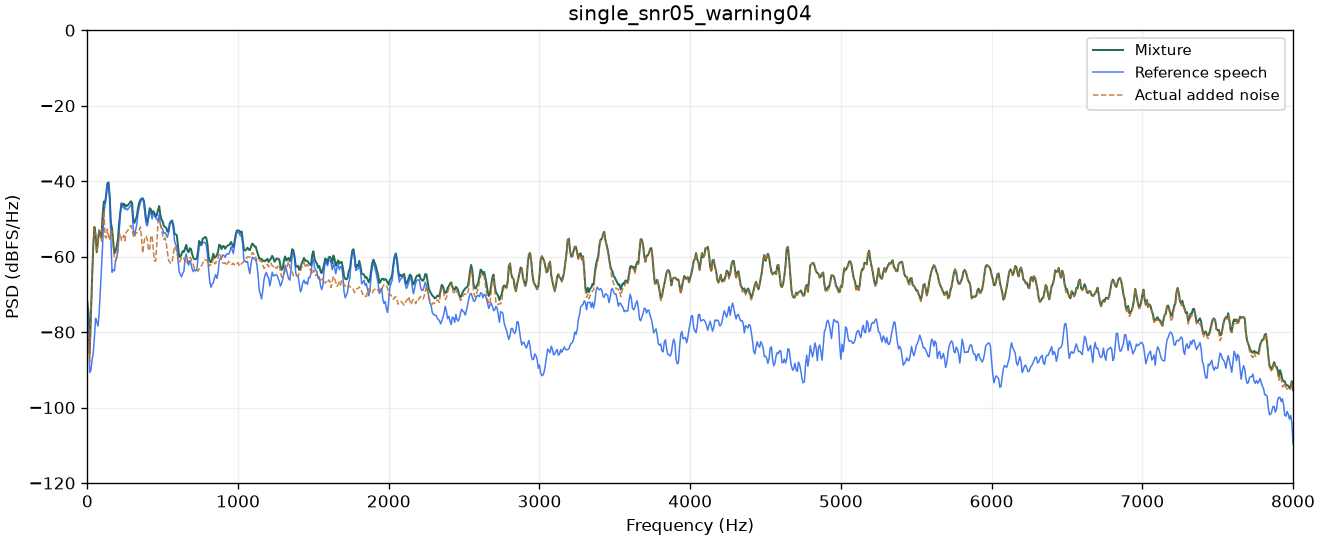 single_snr05_warning04
Mixture
Reference speech
Actual added noise
0
−20
−40
−60
−80
−100
−120
PSD (dBFS/Hz)
0 1000 2000 3000 4000 5000 6000 7000 8000
Frequency (Hz)